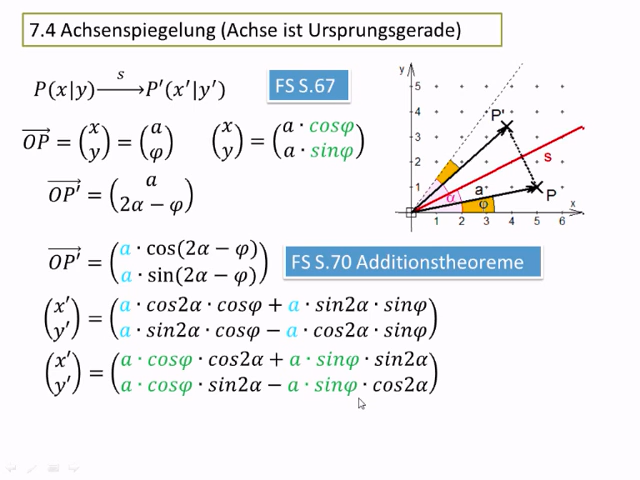 7.4 Achsenspiegelung (Achse ist Ursprungsgerade)
P(x|y) —s→ P′(x′|y′)
FS S.67
OP⃗ = (x y) = (a φ)
(x y) = (a · cosφ a · sinφ)
OP′⃗ = (a 2α − φ)
OP′⃗ = (a · cos(2α − φ) a · sin(2α − φ))
FS S.70 Additionstheoreme
(x′ y′) = (a · cos2α · cosφ + a · sin2α · sinφ a · sin2α · cosφ − a · cos2α · sinφ)
(x′ y′) = (a · cosφ · cos2α + a · sinφ · sin2α a · cosφ · sin2α − a · sinφ · cos2α)
y
5
4
3
2
1
P'
s
a
P
α
φ
x
1 2 3 4 5 6